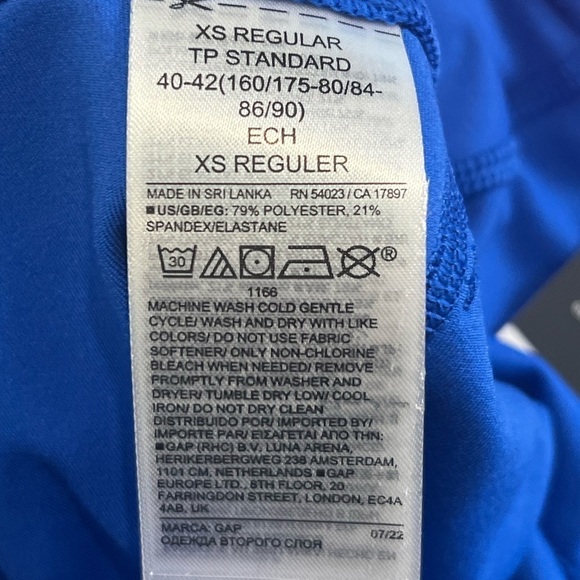 XS REGULAR
TP STANDARD
40-42(160/175-80/84-
86/90)
ECH
XS REGULER
MADE IN SRI LANKA RN 54023 / CA 17897
■US/GB/EG: 79% POLYESTER, 21%
SPANDEX/ELASTANE
30
®
1166
MACHINE WASH COLD GENTLE
CYCLE/ WASH AND DRY WITH LIKE
COLORS/ DO NOT USE FABRIC
SOFTENER/ ONLY NON-CHLORINE
BLEACH WHEN NEEDED/ REMOVE
PROMPTLY FROM WASHER AND
DRYER/ TUMBLE DRY LOW/ COOL
IRON/ DO NOT DRY CLEAN
DISTRIBUIDO POR/ IMPORTED BY/
IMPORTE PAR/ ΕΙΣΑΓΕΤΑΙ ΑΠΟ ΤΗΝ:
■GAP (RHC) B.V. LUNA ARENA,
HERIKERBERGWEG 238 AMSTERDAM,
1101 CM, NETHERLANDS ■GAP
EUROPE LTD., 8TH FLOOR, 20
FARRINGDON STREET, LONDON, EC4A
4AB, UK
MARCA: GAP 07/22
ОДЕЖДА ВТОРОГО СЛОЯ